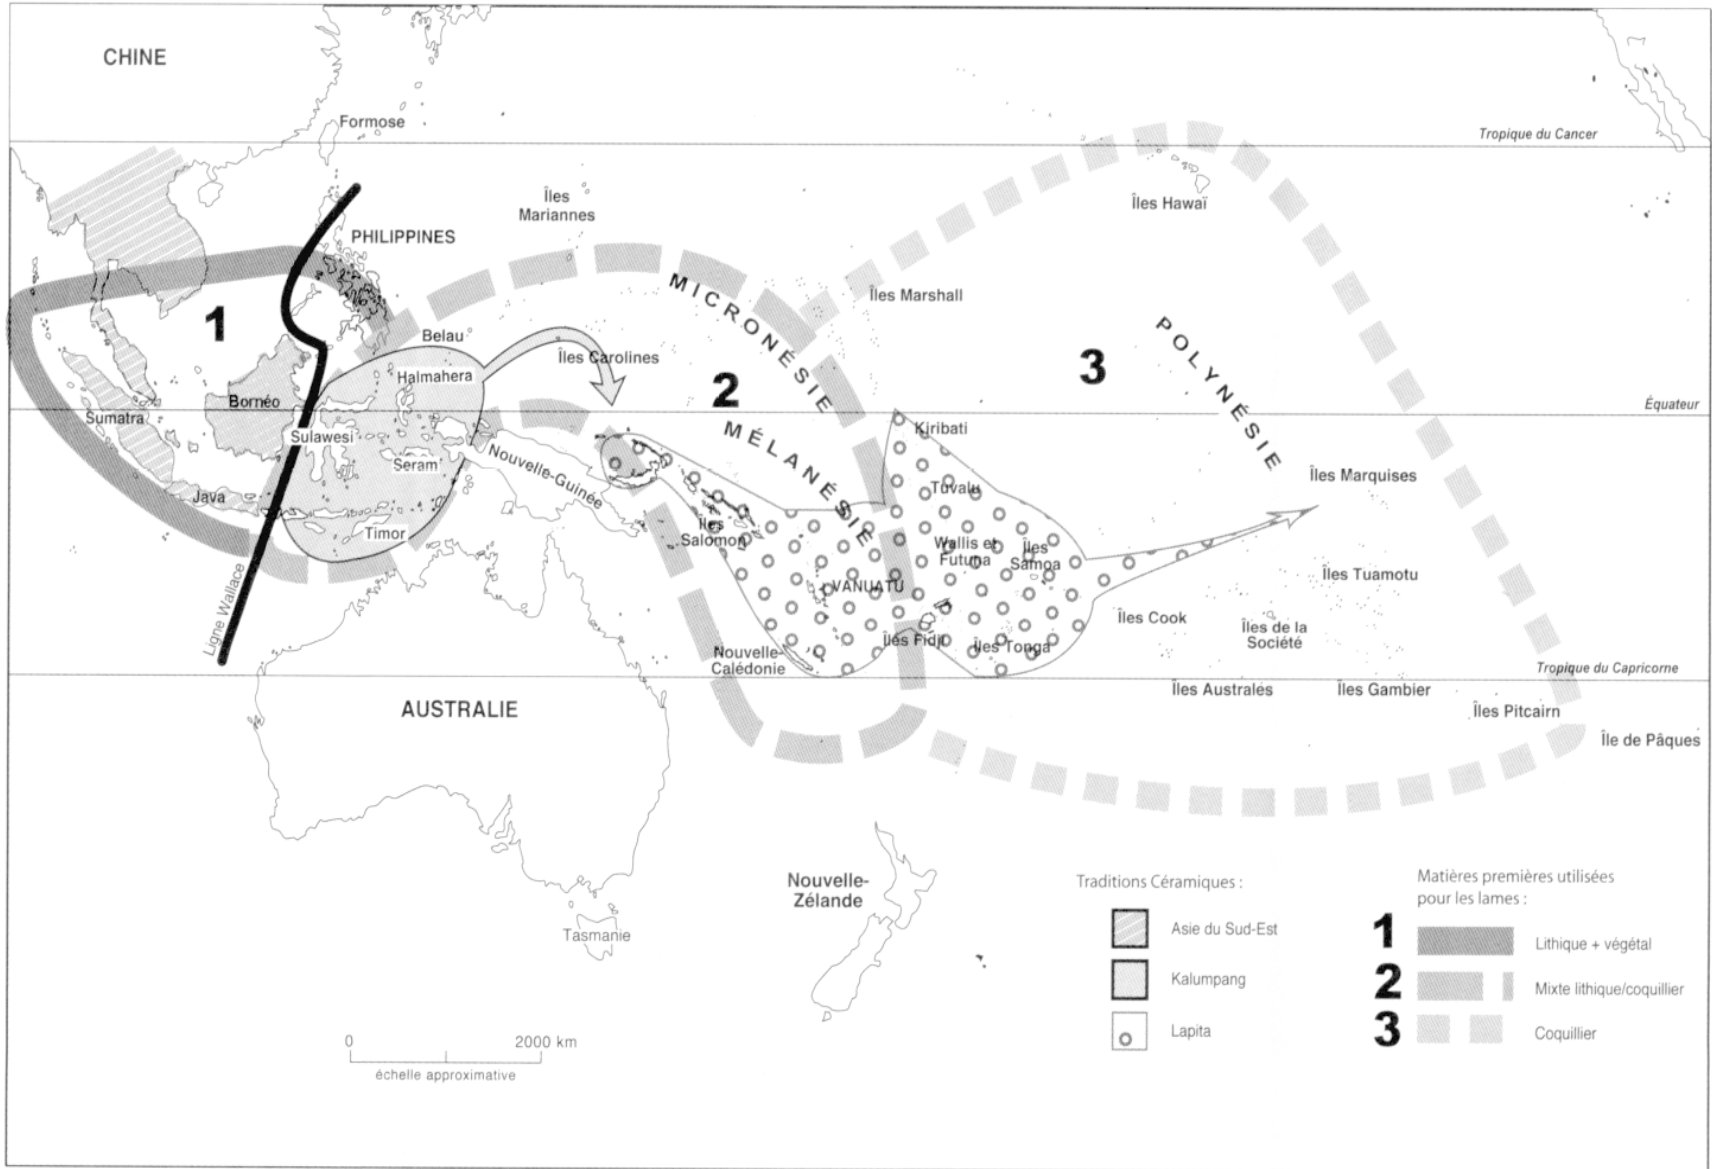 CHINE
Formose
Tropique du Cancer
Îles
Mariannes
Îles Hawaï
PHILIPPINES
MICRONÉSIE
Îles Marshall
1
POLYNÉSIE
Belau
Îles Carolines
Halmahera
2
3
Bornéo
Équateur
Sumatra
Sulawesi
MÉLANÉSIE
Kiribati
Seram
Nouvelle-Guinée
Îles Marquises
Java
Tuvalu
Timor
Îles
Salomon
Wallis et
Futuna
Îles
Samoa
VANUATU
Îles Tuamotu
Ligne Wallace
Îles Cook
Îles de la
Société
Îles Fidji
Îles Tonga
Nouvelle-
Calédonie
Tropique du Capricorne
Îles Australes
Îles Gambier
AUSTRALIE
Îles Pitcairn
Île de Pâques
Nouvelle-
Zélande
Tasmanie
Traditions Céramiques :
Asie du Sud-Est
Kalumpang
Lapita
Matières premières utilisées
pour les lames :
1 Lithique + végétal
2 Mixte lithique/coquillier
3 Coquillier
0 2000 km
échelle approximative